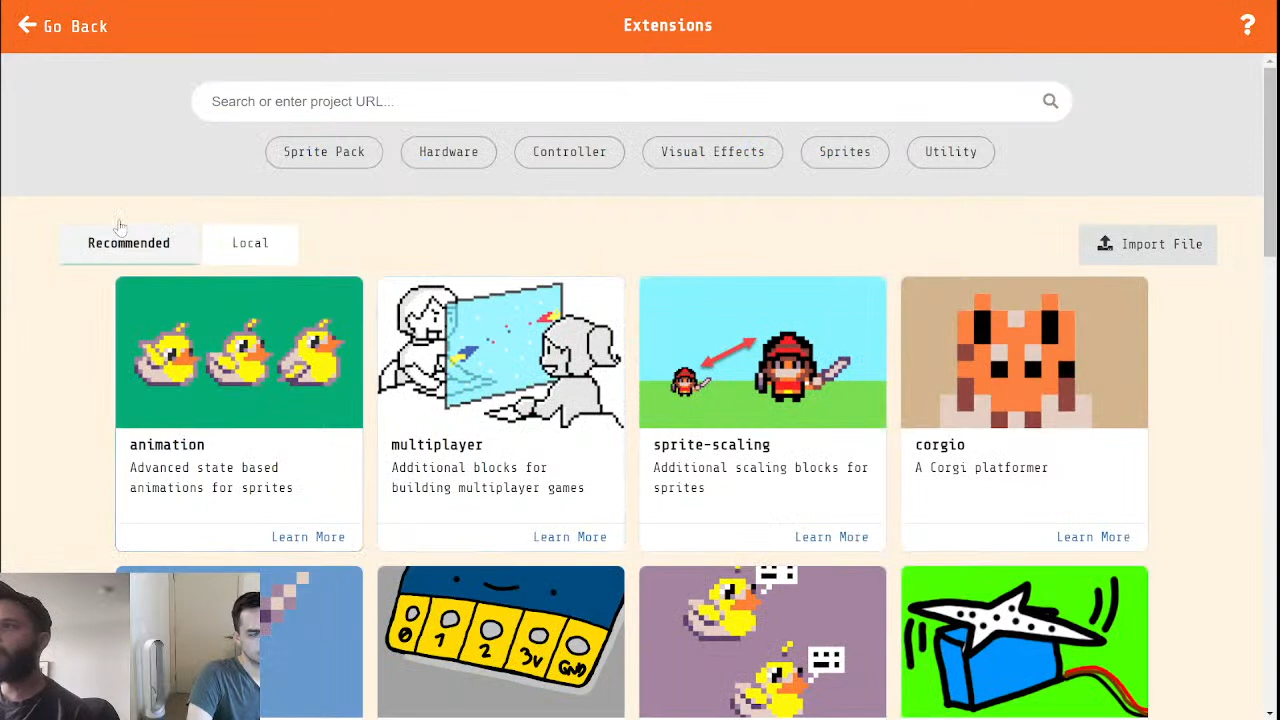 Go Back
Extensions
?
Search or enter project URL...
Sprite Pack
Hardware
Controller
Visual Effects
Sprites
Utility
Recommended
Local
Import File
animation
Advanced state based
animations for sprites
Learn More
multiplayer
Additional blocks for
building multiplayer games
Learn More
sprite-scaling
Additional scaling blocks for
sprites
Learn More
corgio
A Corgi platformer
Learn More
0 1 2 3v GND